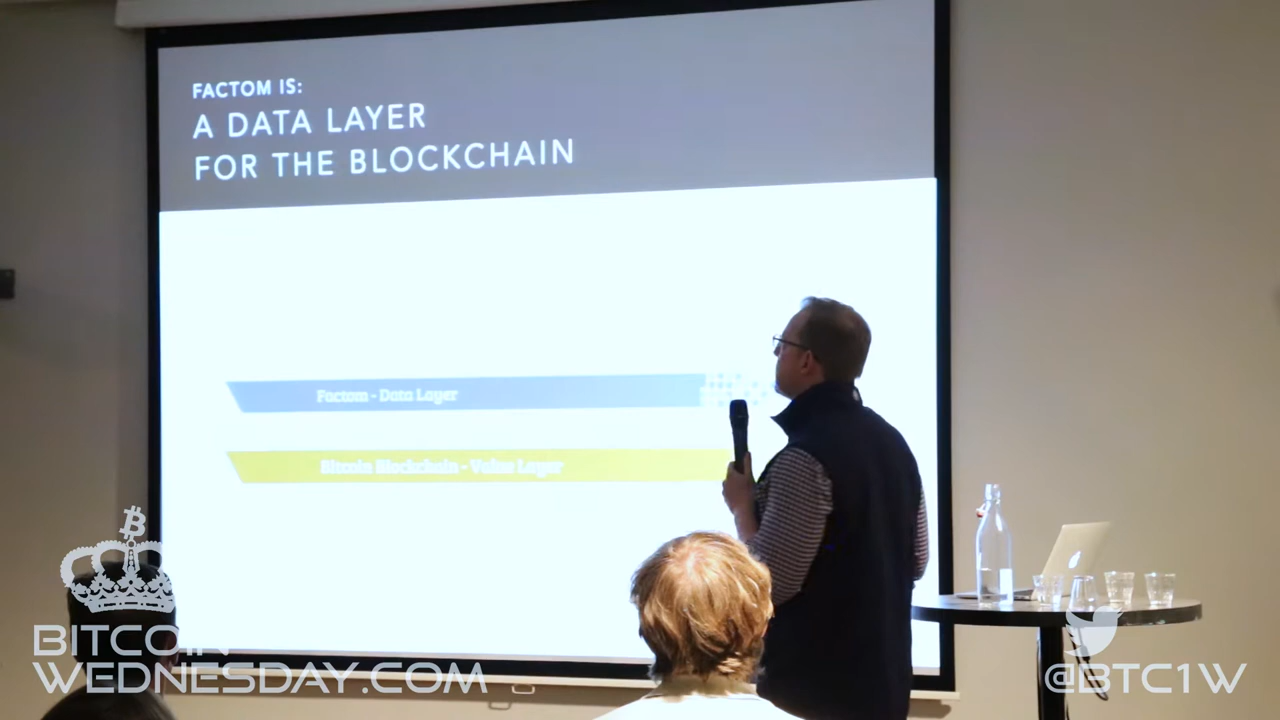 FACTOM IS:
A DATA LAYER
FOR THE BLOCKCHAIN
Factom - Data Layer
Bitcoin Blockchain - Value Layer
BITCOIN
WEDNESDAY.COM
@BTC1W